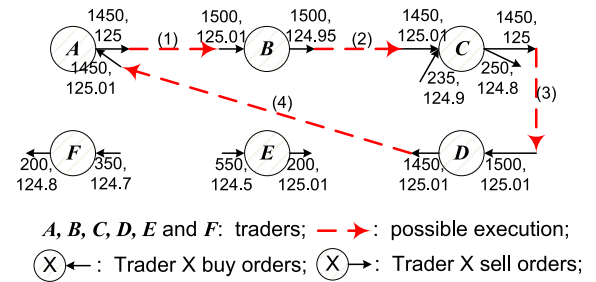 1450, 125
(1)
1500, 125.01
B
1500, 124.95
(2)
1450, 125.01
C
1450, 125
A
1450, 125.01
235, 124.9
250, 124.8
(3)
(4)
F
200, 124.8
350, 124.7
E
550, 124.5
200, 125.01
D
1450, 125.01
1500, 125.01
A, B, C, D, E and F: traders; : possible execution;
X : Trader X buy orders; X : Trader X sell orders;